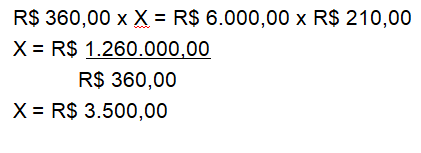 R$ 360,00 x X = R$ 6.000,00 x R$ 210,00
X = R$ 1.260.000,00
R$ 360,00
X = R$ 3.500,00